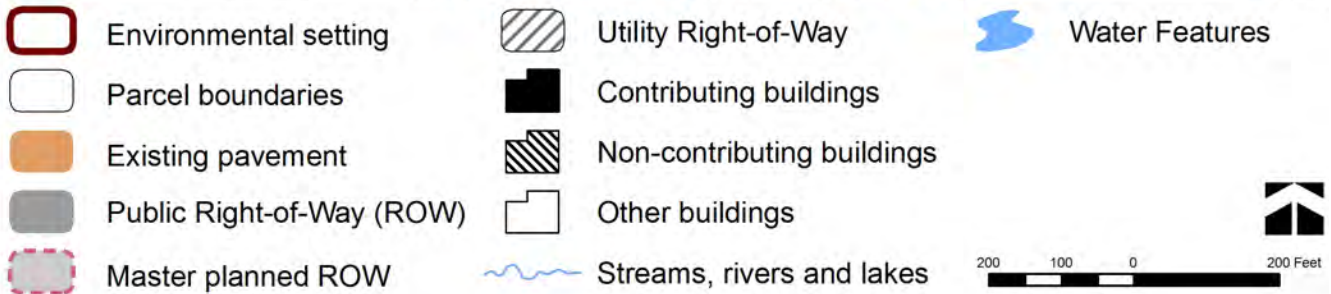 Environmental setting
Parcel boundaries
Existing pavement
Public Right-of-Way (ROW)
Master planned ROW
Utility Right-of-Way
Contributing buildings
Non-contributing buildings
Other buildings
Streams, rivers and lakes
Water Features
200 100 0 200 Feet